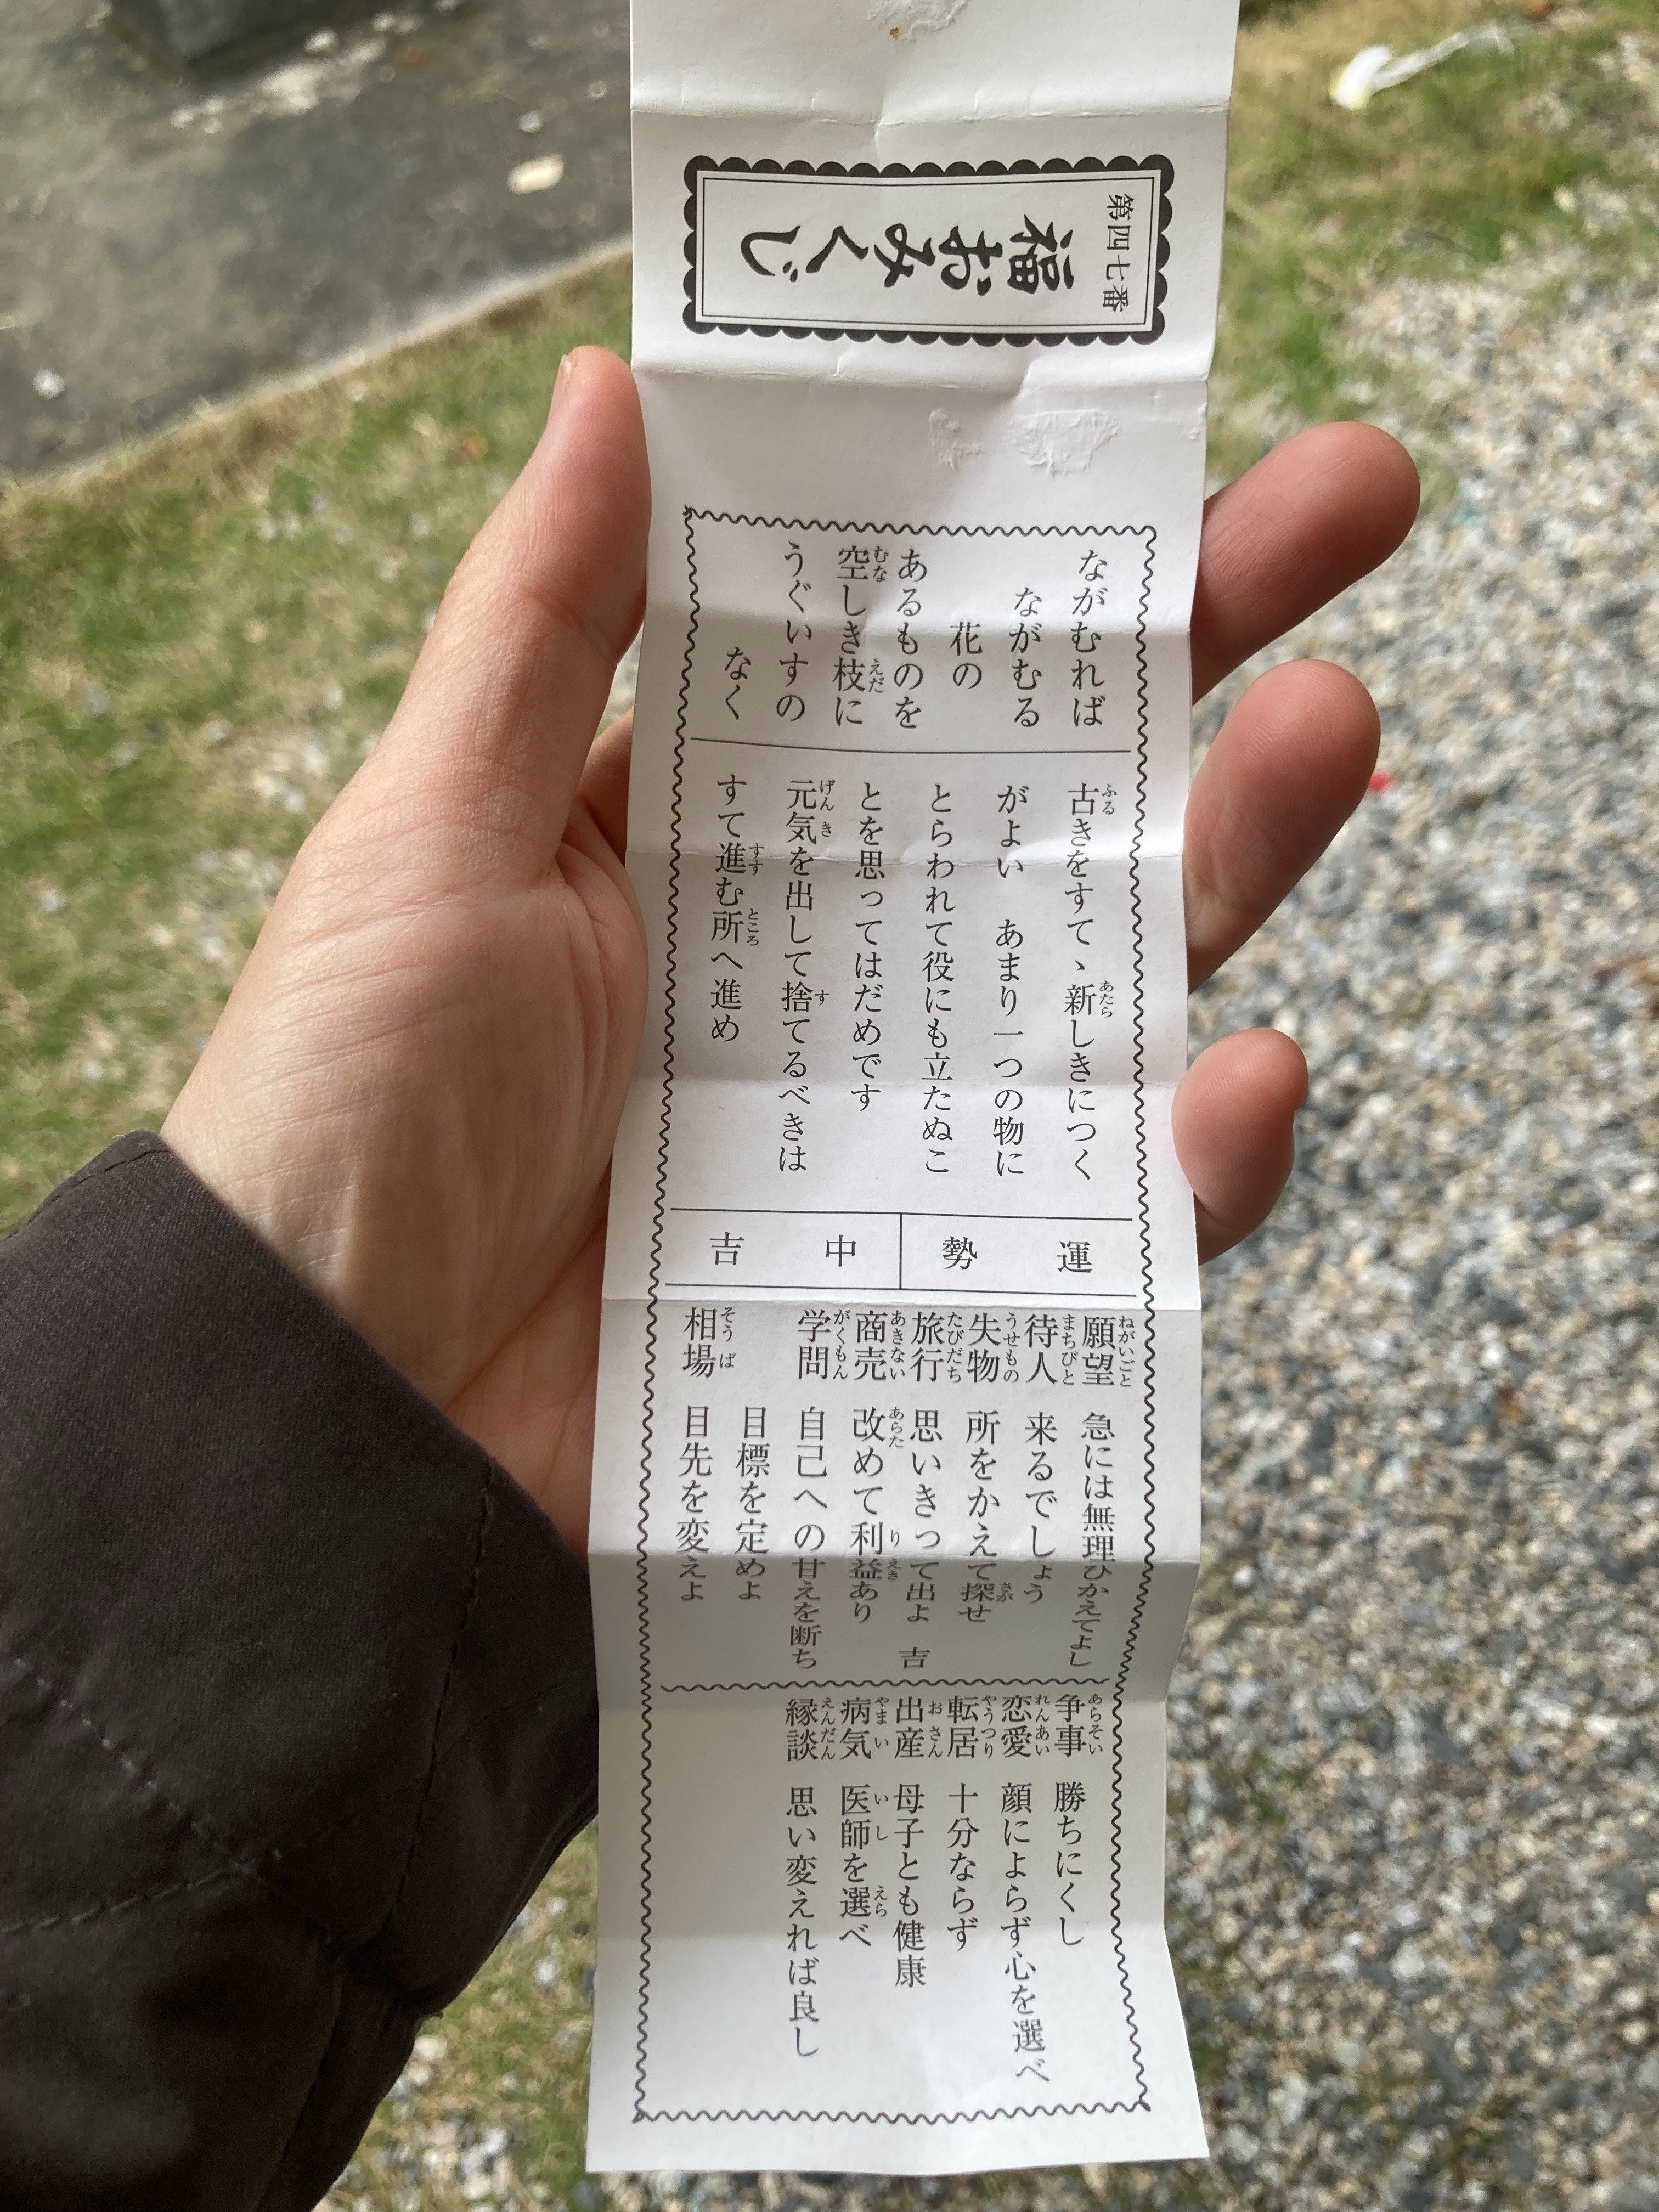 第四七番
福おみくじ
ながむれば
ながむる
花の
あるものを
空しき枝に
うぐいすの
なく
古きをすてゝ新しきにつく
がよい　あまり一つの物に
とらわれて役にも立たぬこ
とを思ってはだめです
元気を出して捨てるべきは
すて進む所へ進め
運勢　中吉
願望　急には無理ひかえてよし
待人　来るでしょう
失物　所をかえて探せ
旅行　思いきって出よ　吉
商売　改めて利益あり
学問　自己への甘えを断ち
目標を定めよ
相場　目先を変えよ
争事　勝ちにくし
恋愛　顔によらず心を選べ
転居　十分ならず
出産　母子とも健康
病気　医師を選べ
縁談　思い変えれば良し